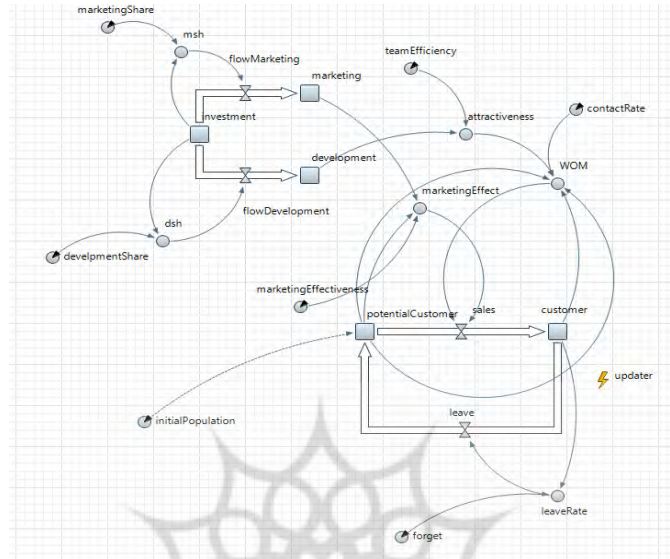 marketingShare
msh
flowMarketing
marketing
teamEfficiency
investment
attractiveness
contactRate
development
WOM
flowDevelopment
marketingEffect
dsh
develpmentShare
marketingEffectiveness
potentialCustomer
sales
customer
updater
initialPopulation
leave
leaveRate
forget